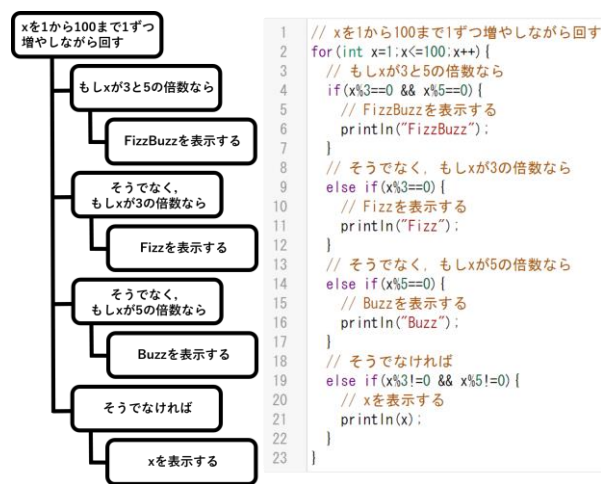 xを1から100まで1ずつ
増やしながら回す
もしxが3と5の倍数なら
FizzBuzzを表示する
そうでなく,
もしxが3の倍数なら
Fizzを表示する
そうでなく,
もしxが5の倍数なら
Buzzを表示する
そうでなければ
xを表示する
1 // xを1から100まで1ずつ増やしながら回す
2 for(int x=1;x<=100;x++){
3 // もしxが3と5の倍数なら
4 if(x%3==0 && x%5==0){
5 // FizzBuzzを表示する
6 println("FizzBuzz");
7 }
8 // そうでなく, もしxが3の倍数なら
9 else if(x%3==0){
10 // Fizzを表示する
11 println("Fizz");
12 }
13 // そうでなく, もしxが5の倍数なら
14 else if(x%5==0){
15 // Buzzを表示する
16 println("Buzz");
17 }
18 // そうでなければ
19 else if(x%3!=0 && x%5!=0){
20 // xを表示する
21 println(x);
22 }
23 }